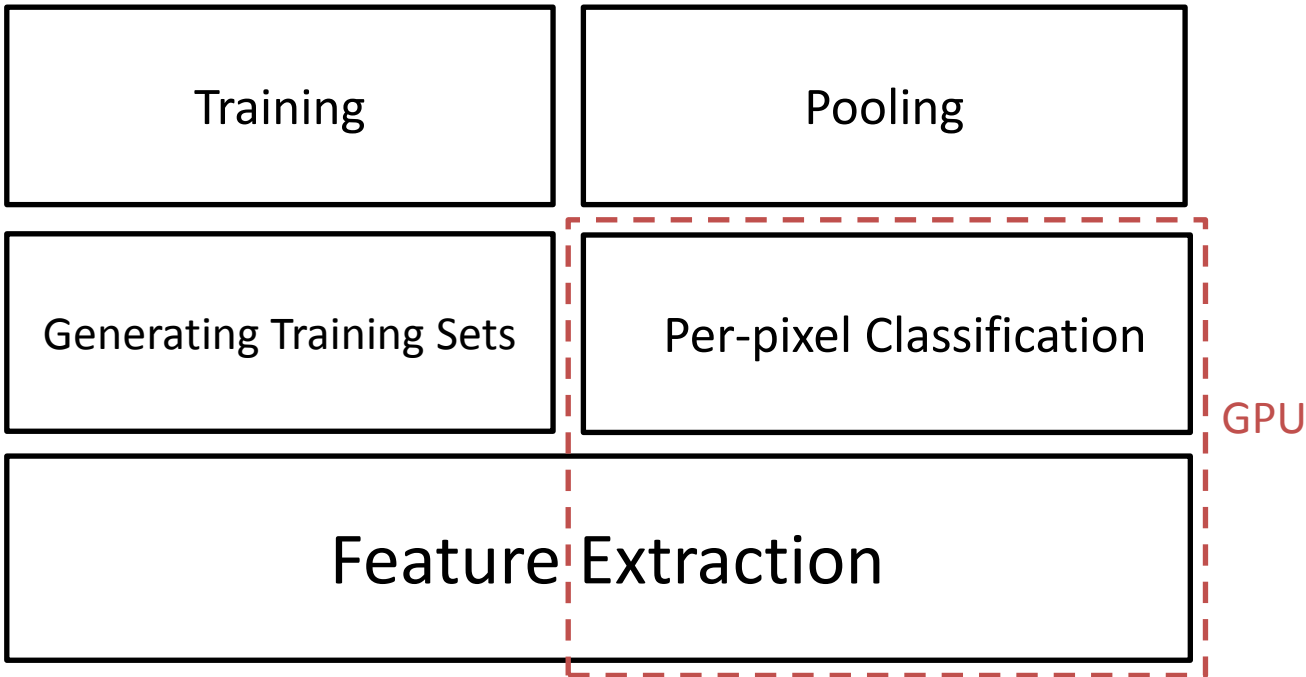 Training
Pooling
Generating Training Sets
Per-pixel Classification
GPU
Feature Extraction